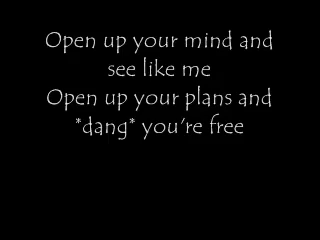 Open up your mind and
see like me
Open up your plans and
*dang* you're free